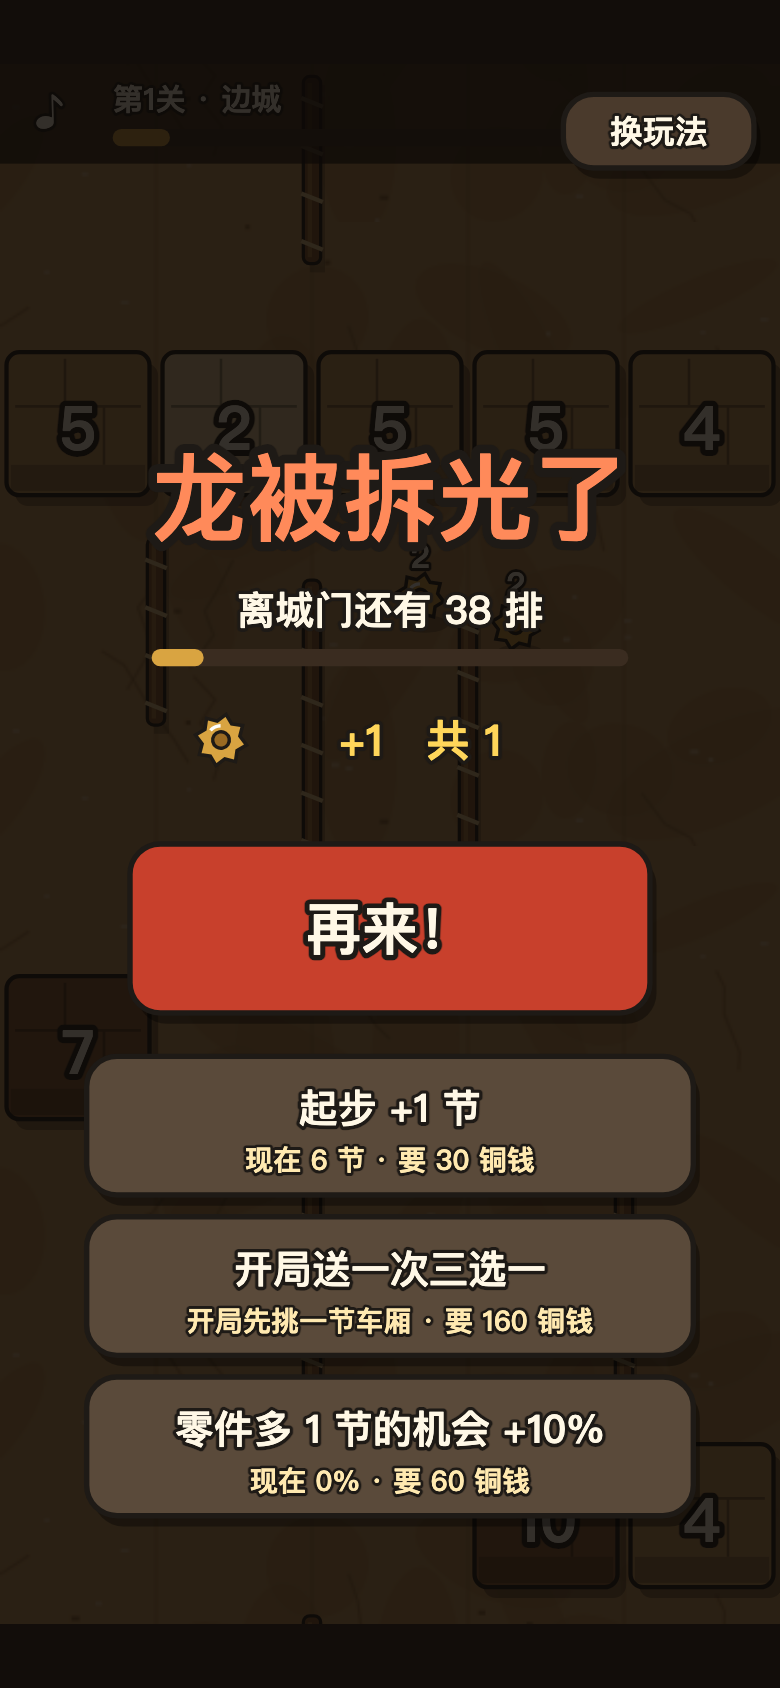 第1关 · 边城
换玩法
5 2 5 5 4
龙被拆光了
2 2
离城门还有 38 排
+1 共 1
再来!
7
起步 +1 节
现在 6 节 · 要 30 铜钱
开局送一次三选一
开局先挑一节车厢 · 要 160 铜钱
零件多 1 节的机会 +10%
现在 0% · 要 60 铜钱
10 4